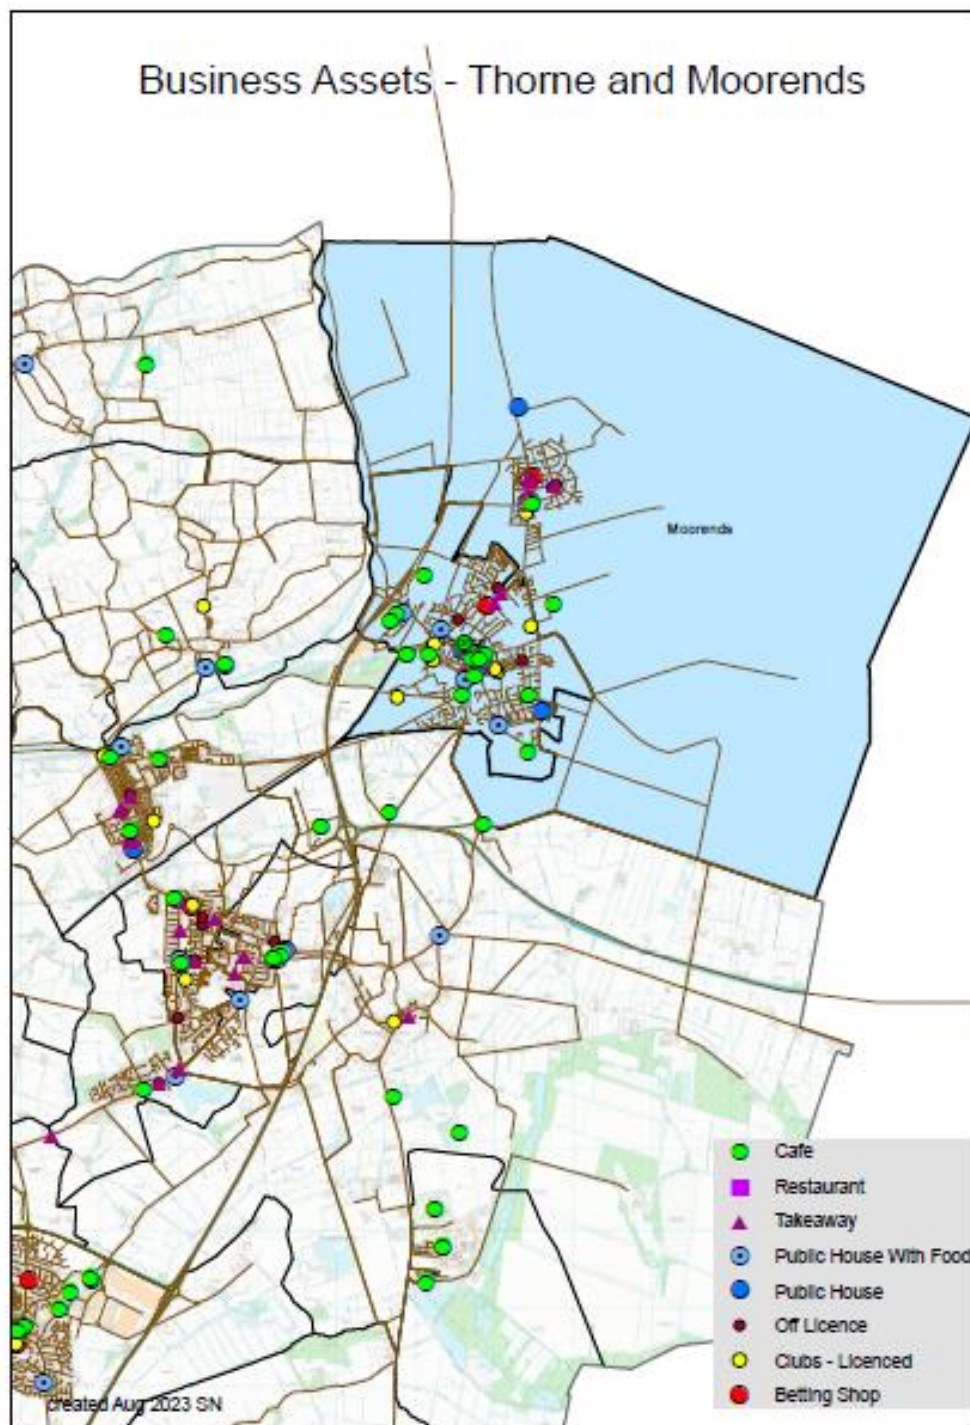 Business Assets - Thorne and Moorends
Moorends
Cafe
Restaurant
Takeaway
Public House With Food
Public House
Off Licence
Clubs - Licenced
Betting Shop
created Aug 2023 SN